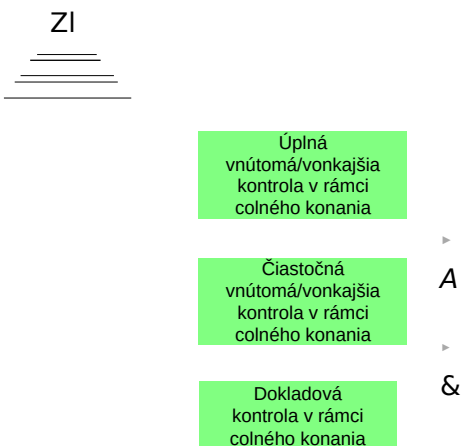 Zl
Úplná
vnútomá/vonkajšia
kontrola v rámci
colného konania
Čiastočná
vnútomá/vonkajšia
kontrola v rámci
colného konania
A
&
Dokladová
kontrola v rámci
colného konania